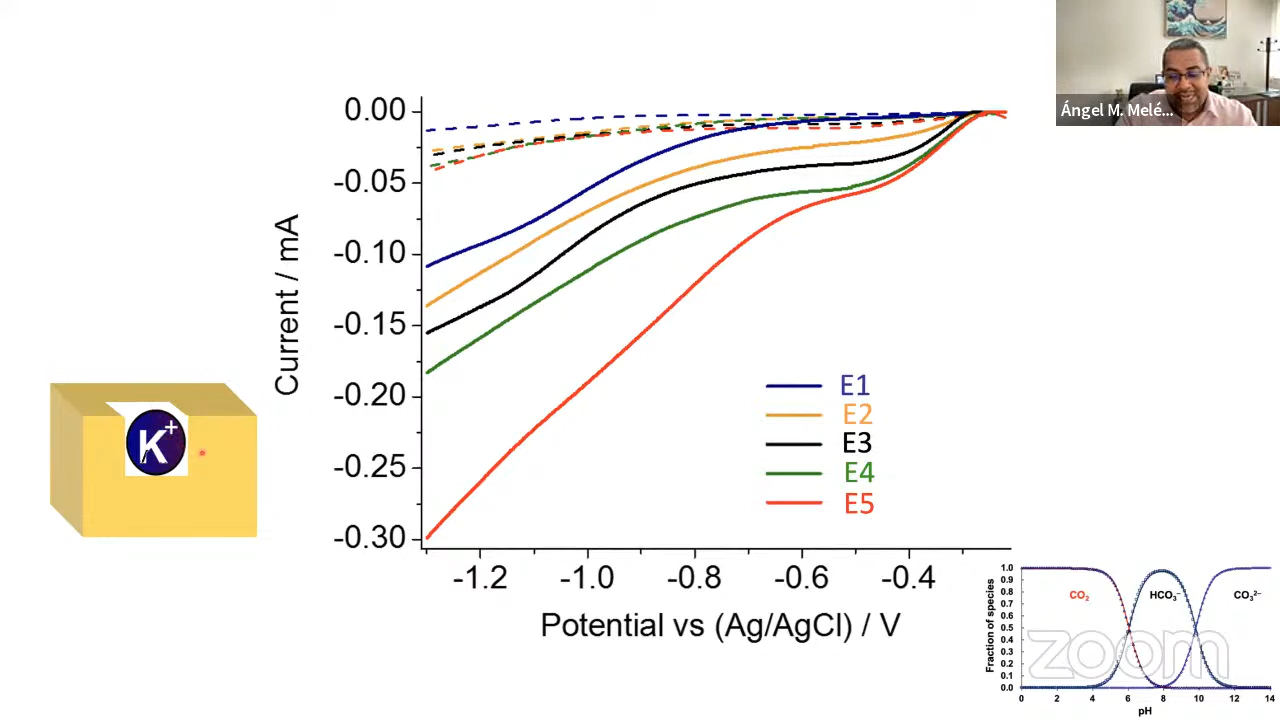 Ángel M. Melé...
0.00
-0.05
-0.10
-0.15
-0.20
-0.25
-0.30
Current / mA
-1.2 -1.0 -0.8 -0.6 -0.4
Potential vs (Ag/AgCl) / V
E1
E2
E3
E4
E5
K+
1.0
0.9
0.8
0.7
0.6
0.5
0.4
0.3
0.2
0.1
0.0
Fraction of species
CO2 HCO3− CO32−
0 2 4 6 8 10 12 14
pH
zoom